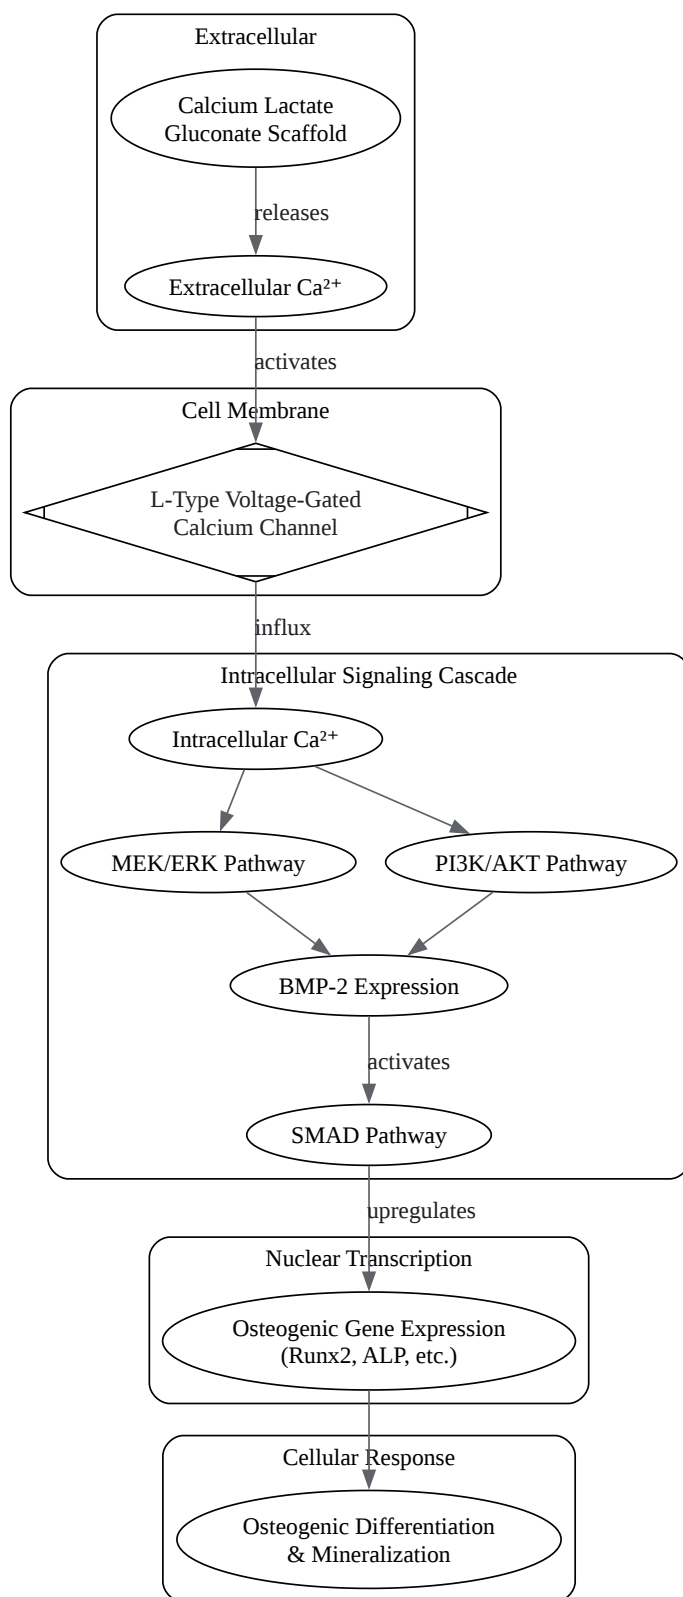 Extracellular
Calcium Lactate
Gluconate Scaffold
releases
Extracellular Ca²⁺
activates
Cell Membrane
L-Type Voltage-Gated
Calcium Channel
influx
Intracellular Signaling Cascade
Intracellular Ca²⁺
MEK/ERK Pathway
PI3K/AKT Pathway
BMP-2 Expression
activates
SMAD Pathway
upregulates
Nuclear Transcription
Osteogenic Gene Expression
(Runx2, ALP, etc.)
Cellular Response
Osteogenic Differentiation
& Mineralization